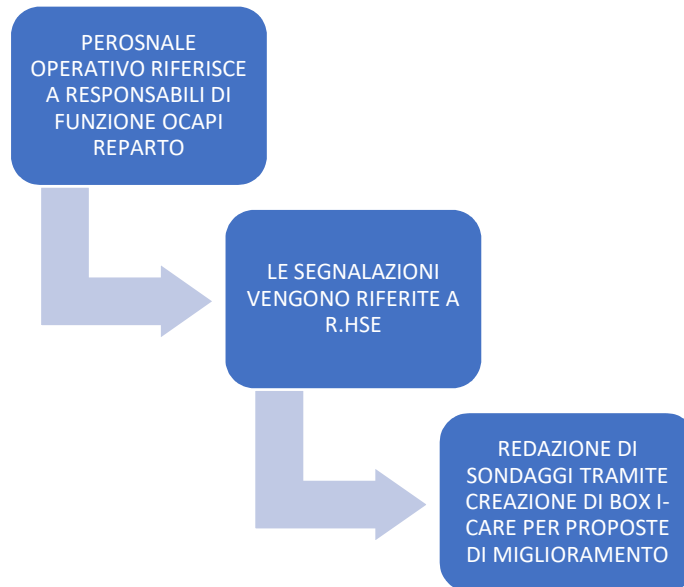 PEROSNALE
OPERATIVO RIFERISCE
A RESPONSABILI DI
FUNZIONE OCAPI
REPARTO
LE SEGNALAZIONI
VENGONO RIFERITE A
R.HSE
REDAZIONE DI
SONDAGGI TRAMITE
CREAZIONE DI BOX I-
CARE PER PROPOSTE
DI MIGLIORAMENTO